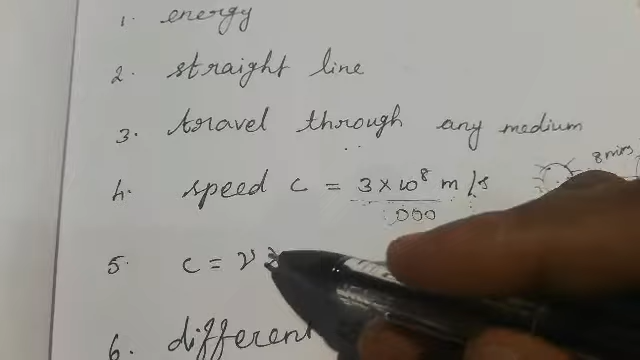 1. energy
2. straight line
3. travel through any medium
8 mins
4. speed c = 3 × 10⁸ m/s
000
5. c = ν
6. different